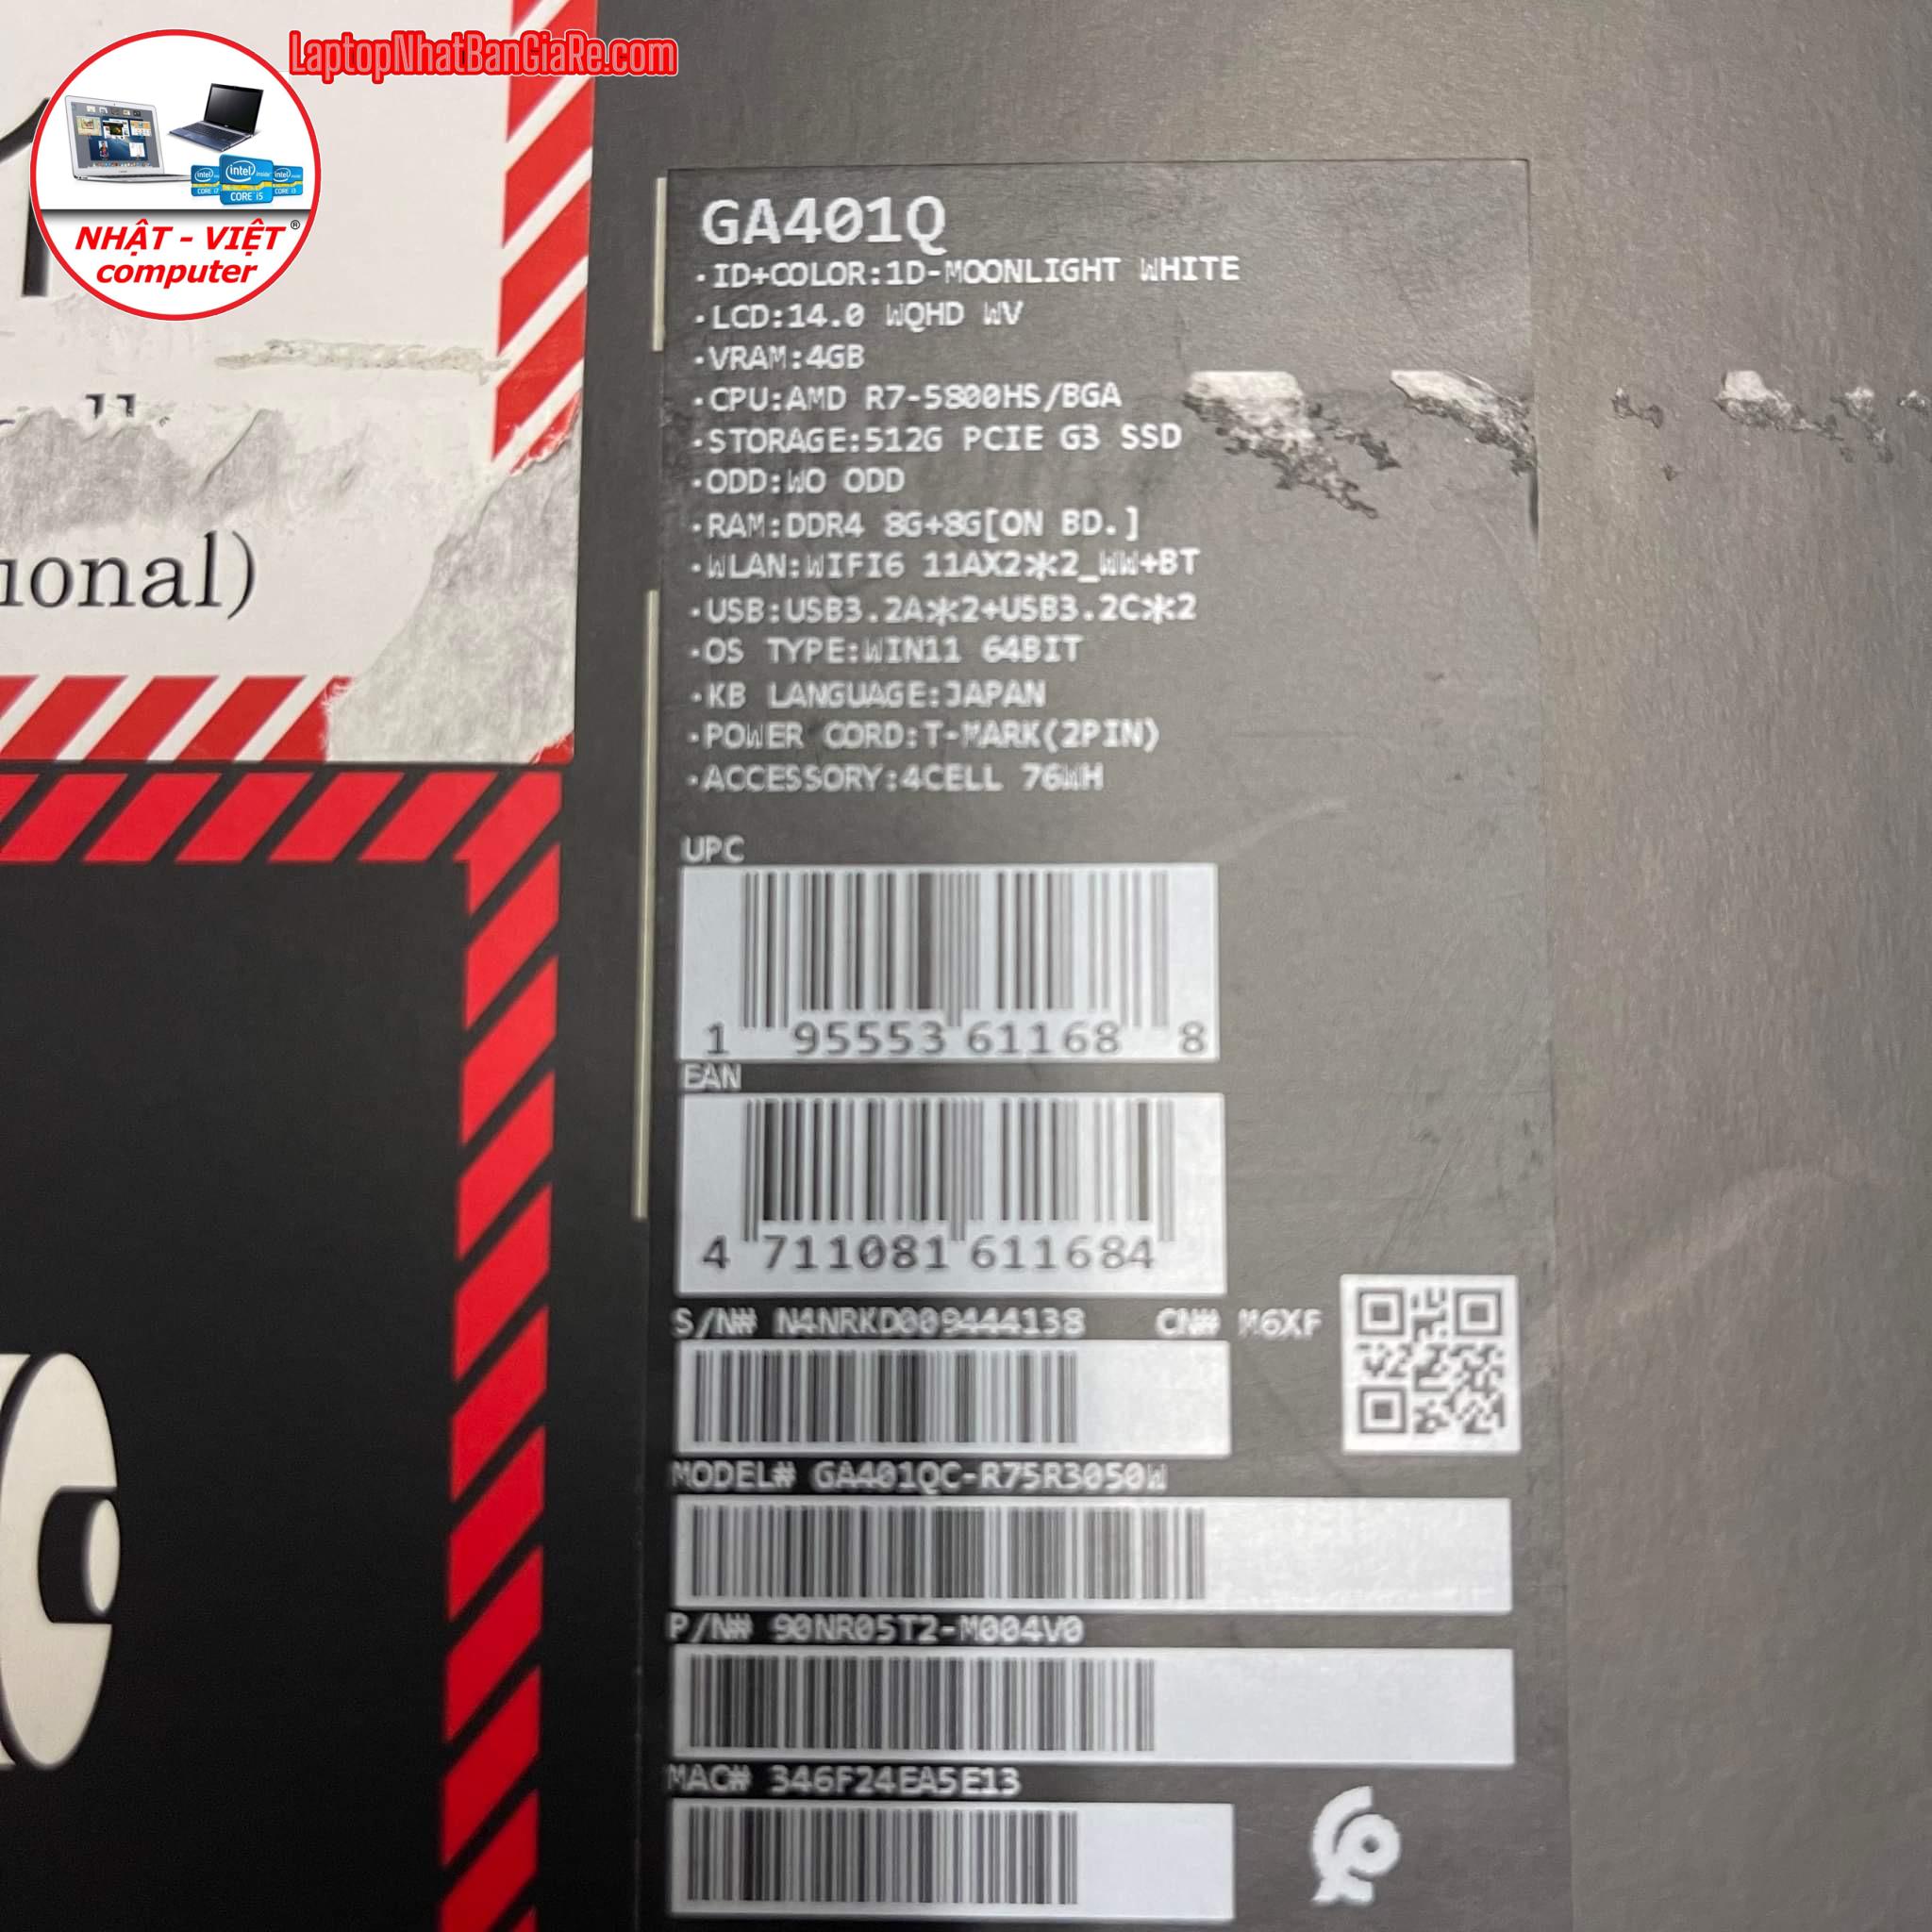 LaptopNhatBanGiaRe.com
intel inside CORE i5
NHẬT - VIỆT®
computer
ional)
GA401Q
·ID+COLOR:1D-MOONLIGHT WHITE
·LCD:14.0 WQHD WV
·VRAM:4GB
·CPU:AMD R7-5800HS/BGA
·STORAGE:512G PCIE G3 SSD
·ODD:WO ODD
·RAM:DDR4 8G+8G[ON BD.]
·WLAN:WIFI6 11AX2*2_WW+BT
·USB:USB3.2A*2+USB3.2C*2
·OS TYPE:WIN11 64BIT
·KB LANGUAGE:JAPAN
·POWER CORD:T-MARK(2PIN)
·ACCESSORY:4CELL 76WH
UPC
1 95553 61168 8
EAN
4 711081 611684
S/N# N4NRKD009444138 CN# M6XF
MODEL# GA401QC-R75R3050W
P/N# 90NR05T2-M004V0
MAC# 346F24EA5E13